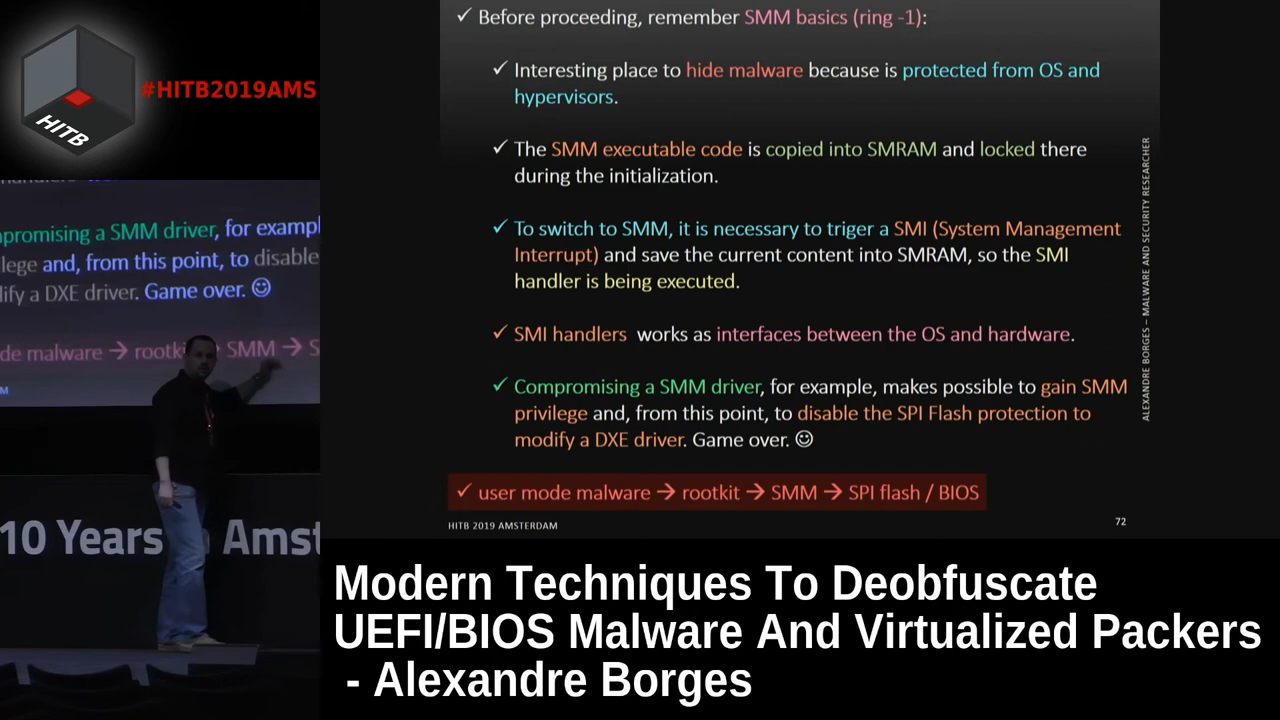 HITB
#HITB2019AMS
promising a SMM driver, for exampl
lege and, from this point, to disable
lify a DXE driver. Game over. ☺
de malware → rootk → SMM → S
10 Years Amst
✓ Before proceeding, remember SMM basics (ring -1):
✓ Interesting place to hide malware because is protected from OS and
hypervisors.
✓ The SMM executable code is copied into SMRAM and locked there
during the initialization.
✓ To switch to SMM, it is necessary to triger a SMI (System Management
Interrupt) and save the current content into SMRAM, so the SMI
handler is being executed.
✓ SMI handlers works as interfaces between the OS and hardware.
✓ Compromising a SMM driver, for example, makes possible to gain SMM
privilege and, from this point, to disable the SPI Flash protection to
modify a DXE driver. Game over. ☺
✓ user mode malware → rootkit → SMM → SPI flash / BIOS
HITB 2019 AMSTERDAM
72
ALEXANDRE BORGES – MALWARE AND SECURITY RESEARCHER
Modern Techniques To Deobfuscate
UEFI/BIOS Malware And Virtualized Packers
- Alexandre Borges